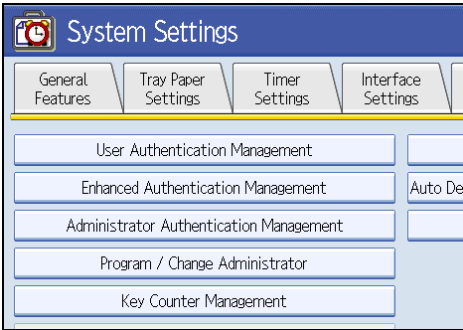 System Settings
General Features
Tray Paper Settings
Timer Settings
Interface Settings
User Authentication Management
Enhanced Authentication Management
Auto De
Administrator Authentication Management
Program / Change Administrator
Key Counter Management